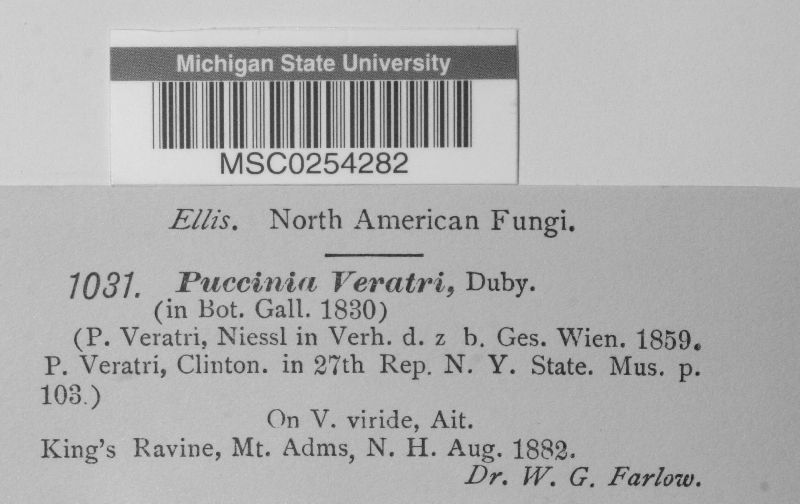 Michigan State University
MSC0254282
Ellis. North American Fungi.
1031. Puccinia Veratri, Duby.
(in Bot. Gall. 1830)
(P. Veratri, Niessl in Verh. d. z b. Ges. Wien. 1859.
P. Veratri, Clinton. in 27th Rep. N. Y. State. Mus. p.
103.)
On V. viride, Ait.
King's Ravine, Mt. Adms, N. H. Aug. 1882.
Dr. W. G. Farlow.